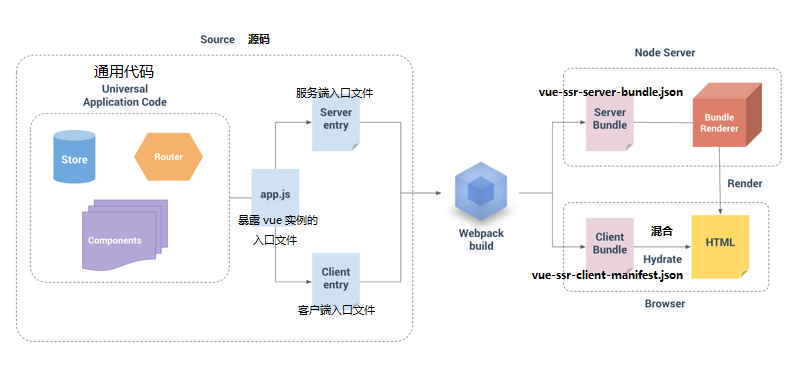 Source 源码
通用代码
Universal
Application Code
Store
Router
Components
app.js
暴露 vue 实例的
入口文件
服务端入口文件
Server
entry
Client
entry
客户端入口文件
Webpack
build
Node Server
vue-ssr-server-bundle.json
Server
Bundle
Bundle
Renderer
Render
Client
Bundle
混合
Hydrate
HTML
vue-ssr-client-manifest.json
Browser